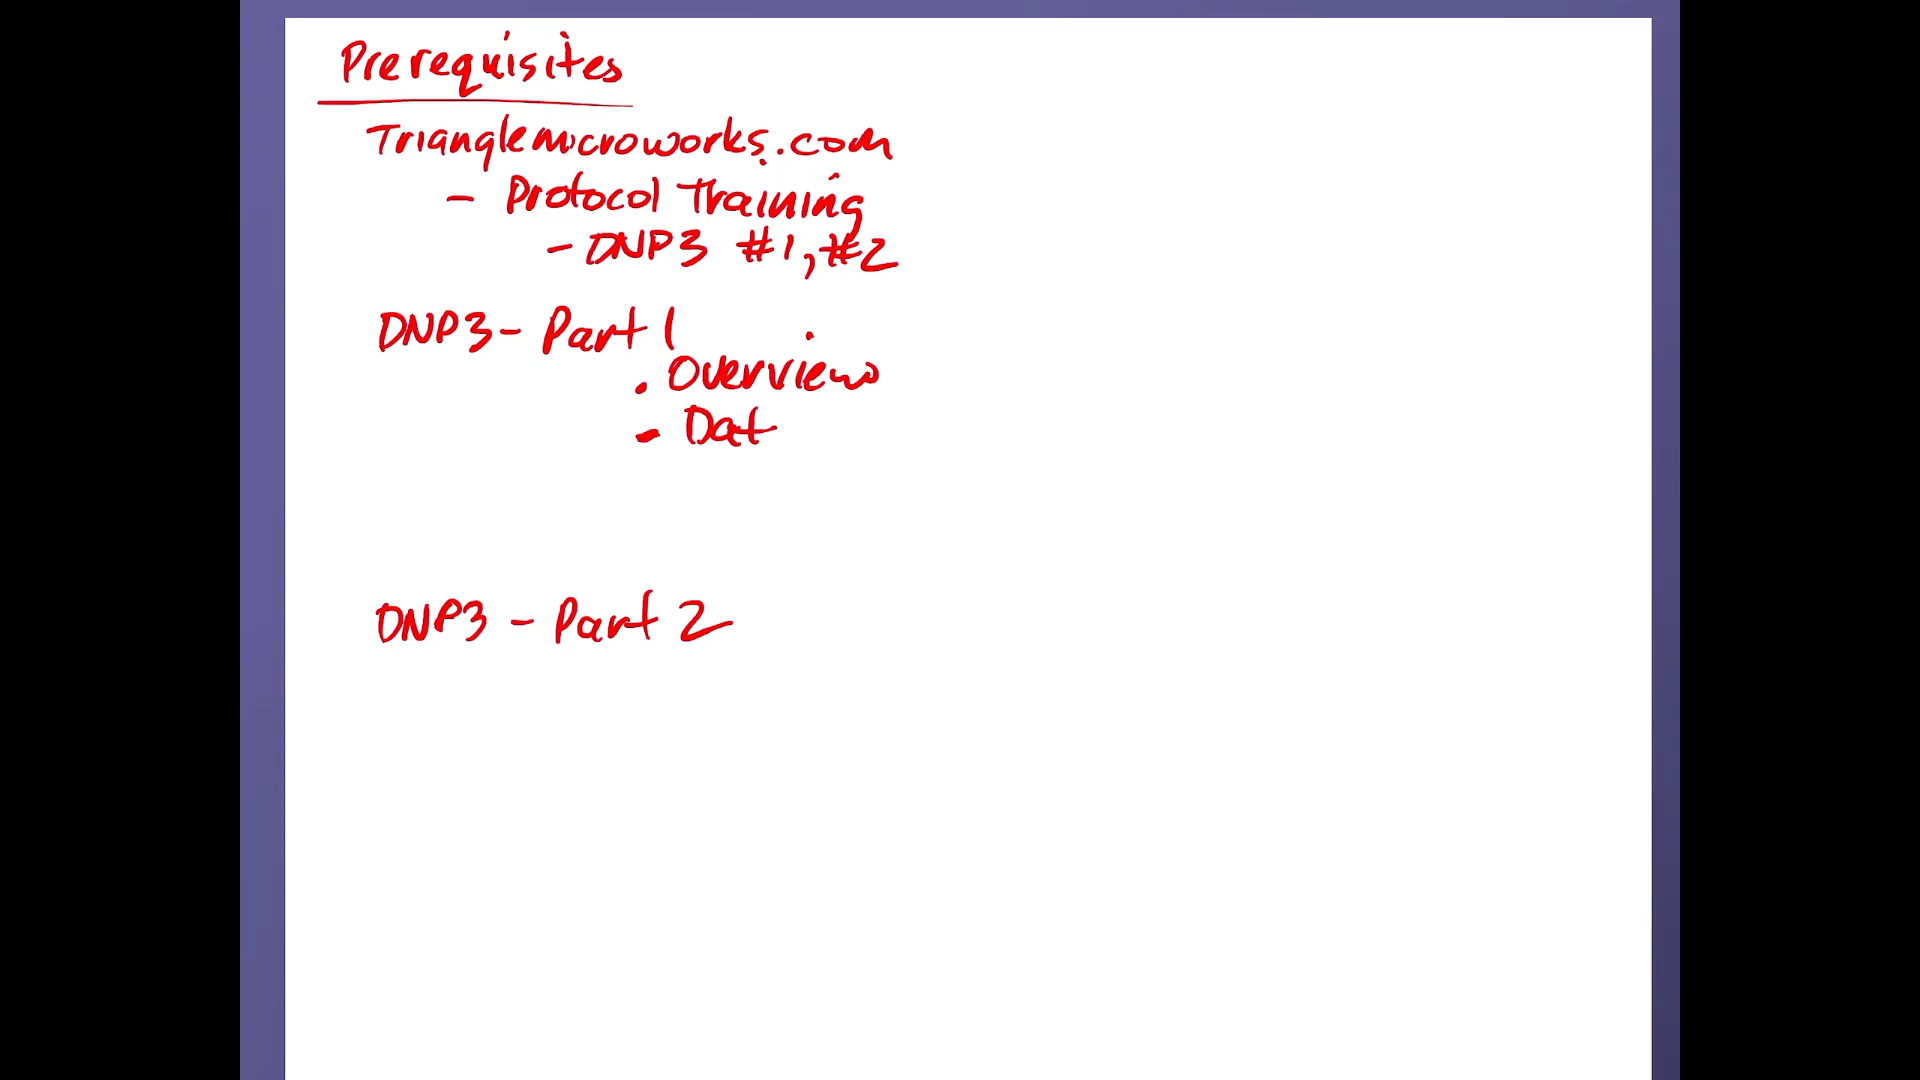 Prerequisites
Trianglemicroworks.com
- Protocol Training
- DNP3 #1, #2
DNP3 - Part 1
. Overview
- Dat
DNP3 - Part 2